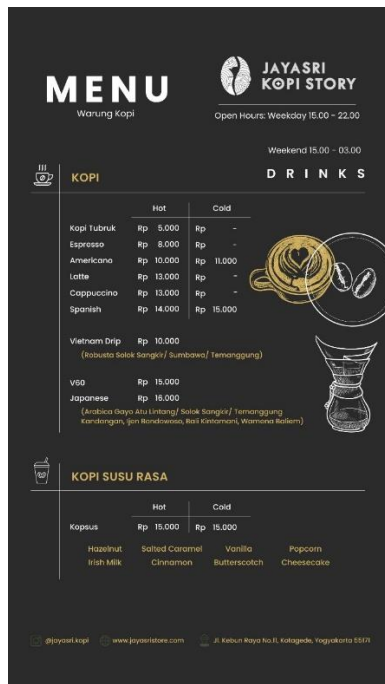 MENU
Warung Kopi
JAYASRI
KOPI STORY
Open Hours: Weekday 15.00 - 22.00
Weekend 15.00 - 03.00
DRINKS
KOPI
Hot Cold
Kopi Tubruk Rp 5.000 Rp -
Espresso Rp 8.000 Rp -
Americano Rp 10.000 Rp 11.000
Latte Rp 13.000 Rp -
Cappuccino Rp 13.000 Rp -
Spanish Rp 14.000 Rp 15.000
Vietnam Drip Rp 10.000
(Robusta Solok Sangkir/ Sumbawa/ Temanggung)
V60 Rp 15.000
Japanese Rp 16.000
(Arabica Gayo Atu Lintang/ Solok Sangkir/ Temanggung
Kandangan, Ijen Bondowoso, Bali Kintamani, Wamena Baliem)
KOPI SUSU RASA
Hot Cold
Kopsus Rp 15.000 Rp 15.000
Hazelnut Salted Caramel Vanilla Popcorn
Irish Milk Cinnamon Butterscotch Cheesecake
@jayasri.kopi www.jayasristore.com Jl. Kebun Raya No.11, Kotagede, Yogyakarta 55171